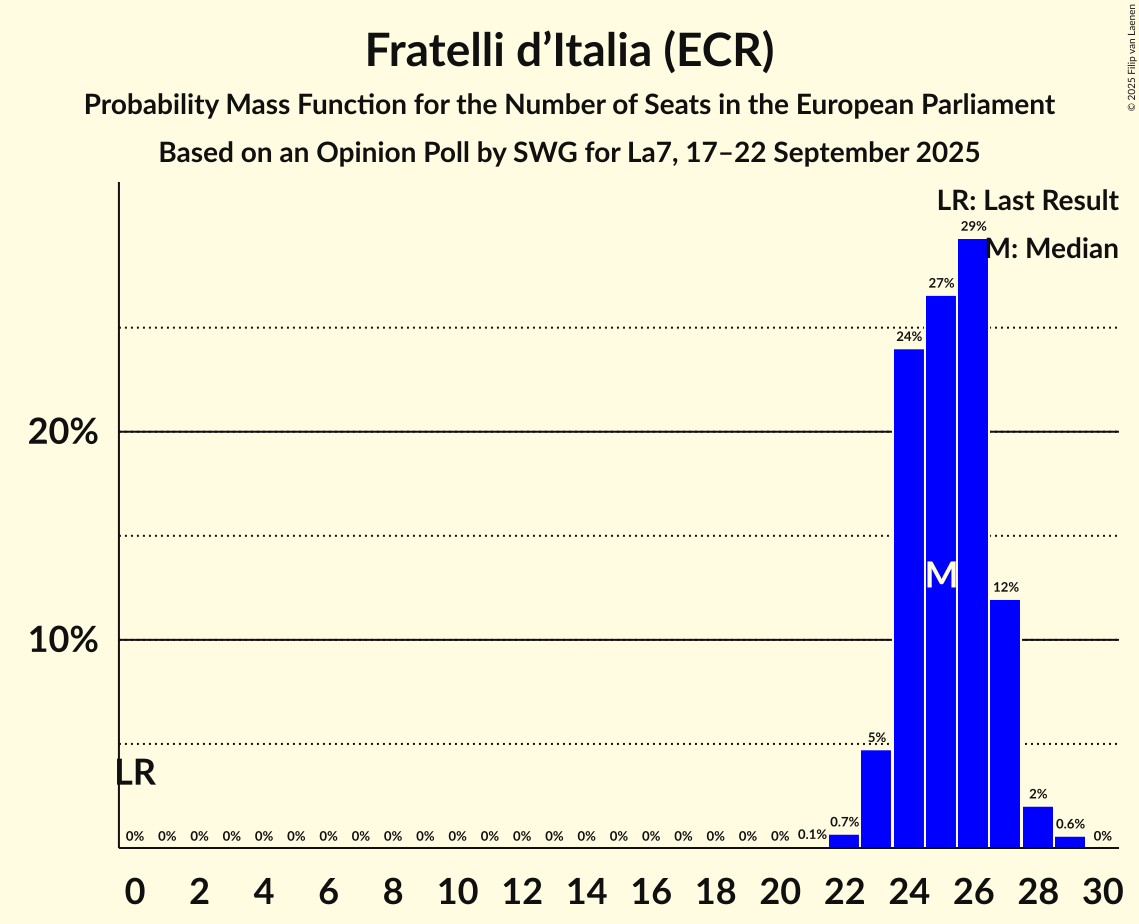 Fratelli d’Italia (ECR)
Probability Mass Function for the Number of Seats in the European Parliament
Based on an Opinion Poll by SWG for La7, 17–22 September 2025
© 2025 Filip van Laenen
LR: Last Result
M: Median
20%
10%
LR
M
0% 0% 0% 0% 0% 0% 0% 0% 0% 0% 0% 0% 0% 0% 0% 0% 0% 0% 0% 0% 0% 0.1% 0.7% 5% 24% 27% 29% 12% 2% 0.6% 0%
0 2 4 6 8 10 12 14 16 18 20 22 24 26 28 30